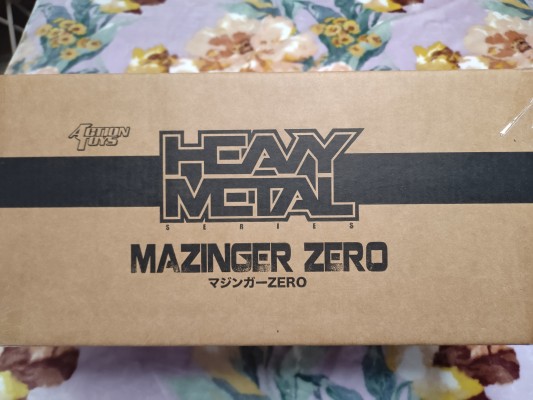 ACTION
TOYS
HEAVY
METAL
SERIES
MAZINGER ZERO
マジンガーZERO